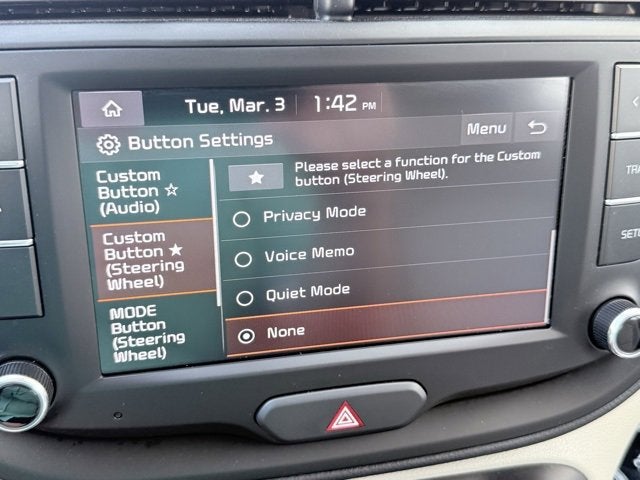 Tue, Mar. 3 1:42 PM
Button Settings Menu
Custom
Button ☆
(Audio)
Custom
Button ★
(Steering
Wheel)
MODE
Button
(Steering
Wheel)
★ Please select a function for the Custom
button (Steering Wheel).
Privacy Mode
Voice Memo
Quiet Mode
None